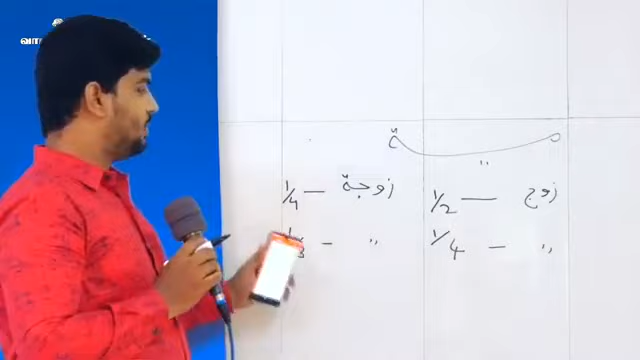 زوج — 1/2 زوجة — 1/4
〃 — 1/4 〃 –